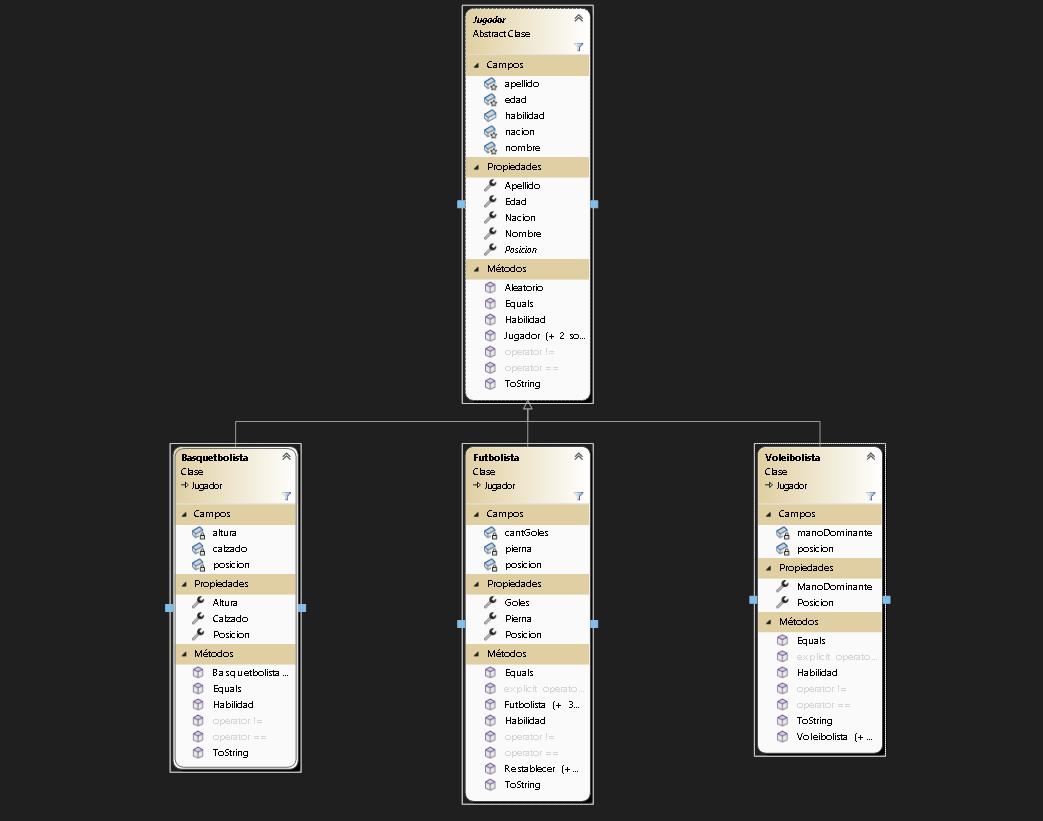 Jugador
Abstract Clase
Campos
apellido
edad
habilidad
nacion
nombre
Propiedades
Apellido
Edad
Nacion
Nombre
Posicion
Métodos
Aleatorio
Equals
Habilidad
Jugador (+ 2 so...
operator !=
operator ==
ToString
Basquetbolista
Clase
Jugador
Campos
altura
calzado
posicion
Propiedades
Altura
Calzado
Posicion
Métodos
Basquetbolista ...
Equals
Habilidad
operator !=
operator ==
ToString
Futbolista
Clase
Jugador
Campos
cantGoles
pierna
posicion
Propiedades
Goles
Pierna
Posicion
Métodos
Equals
explicit operato...
Futbolista (+ 3...
Habilidad
operator !=
operator ==
Restablecer (+ ...
ToString
Voleibolista
Clase
Jugador
Campos
manoDominante
posicion
Propiedades
ManoDominante
Posicion
Métodos
Equals
explicit operato...
Habilidad
operator !=
operator ==
ToString
Voleibolista (+ ...